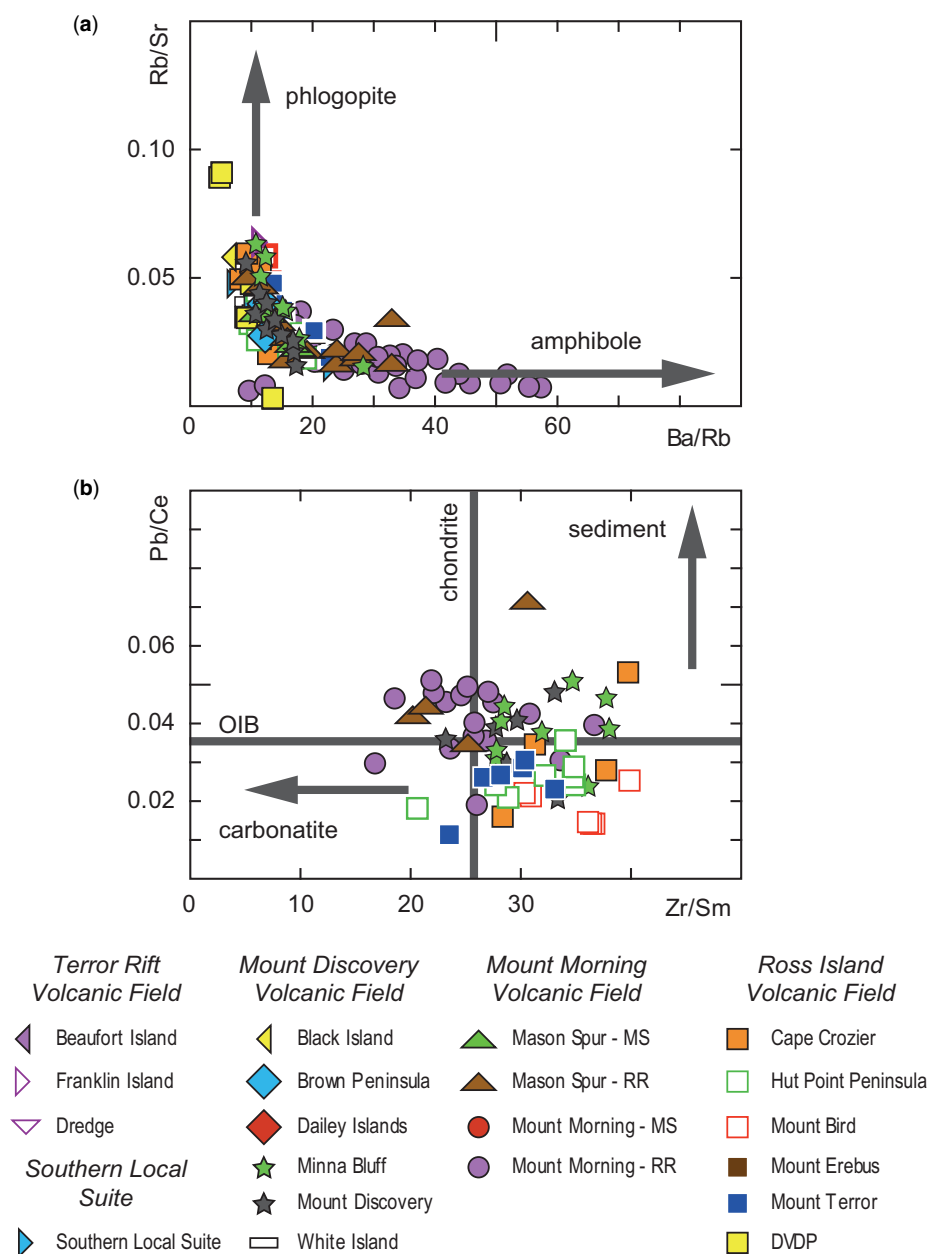 (a)
Rb/Sr
phlogopite
0.10
0.05
amphibole
0
20
40
60
Ba/Rb
(b)
Pb/Ce
chondrite
sediment
0.06
0.04
OIB
0.02
carbonatite
0
20
30
Zr/Sm
Terror Rift
Volcanic Field
Beaufort Island
Franklin Island
Dredge
Southern Local
Suite
Southern Local Suite
Mount Discovery
Volcanic Field
Black Island
Brown Peninsula
Dailey Islands
Minna Bluff
Mount Discovery
White Island
Mount Morning
Volcanic Field
Mason Spur - MS
Mason Spur - RR
Mount Morning - MS
Mount Morning - RR
Ross Island
Volcanic Field
Cape Crozier
Hut Point Peninsula
Mount Bird
Mount Erebus
Mount Terror
DVDP